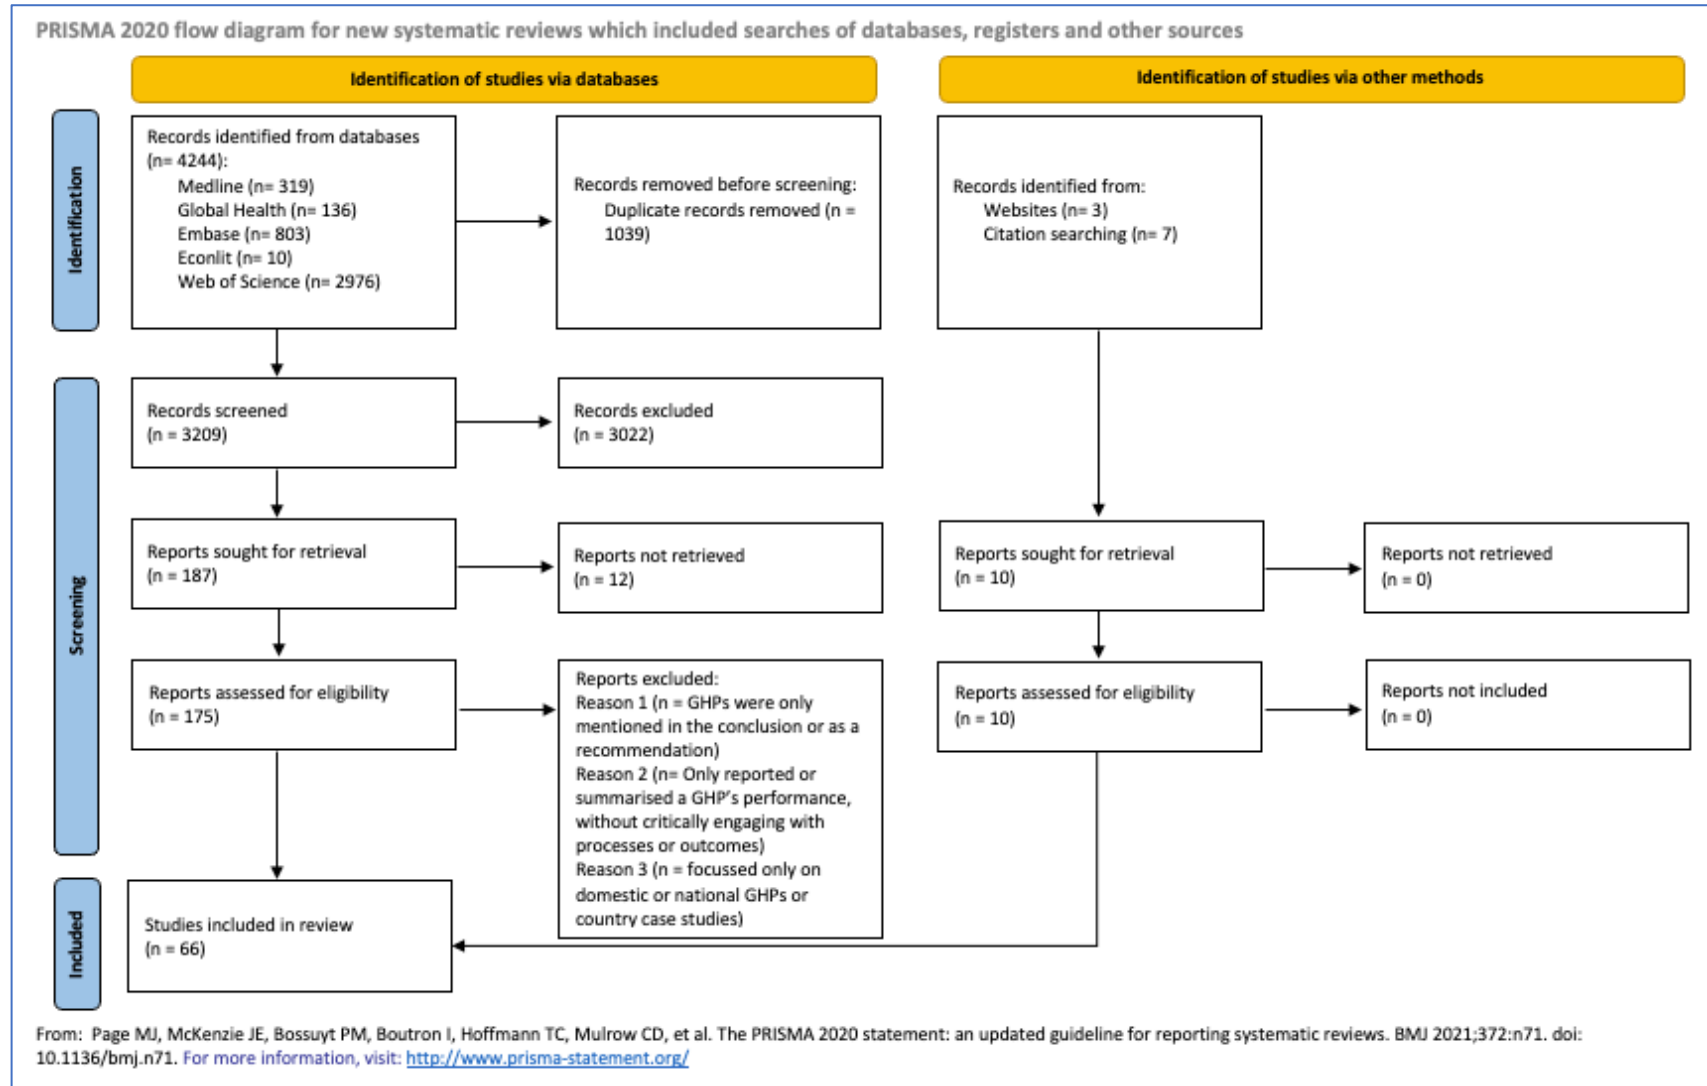 PRISMA 2020 flow diagram for new systematic reviews which included searches of databases, registers and other sources
Identification of studies via databases
Identification of studies via other methods
Identification
Records identified from databases
(n= 4244):
Medline (n= 319)
Global Health (n= 136)
Embase (n= 803)
Econlit (n= 10)
Web of Science (n= 2976)
Records removed before screening:
Duplicate records removed (n =
1039)
Records identified from:
Websites (n= 3)
Citation searching (n= 7)
Screening
Records screened
(n = 3209)
Records excluded
(n = 3022)
Reports sought for retrieval
(n = 187)
Reports not retrieved
(n = 12)
Reports sought for retrieval
(n = 10)
Reports not retrieved
(n = 0)
Reports assessed for eligibility
(n = 175)
Reports excluded:
Reason 1 (n = GHPs were only
mentioned in the conclusion or as a
recommendation)
Reason 2 (n= Only reported or
summarised a GHP's performance,
without critically engaging with
processes or outcomes)
Reason 3 (n = focussed only on
domestic or national GHPs or
country case studies)
Reports assessed for eligibility
(n = 10)
Reports not included
(n = 0)
Included
Studies included in review
(n = 66)
From: Page MJ, McKenzie JE, Bossuyt PM, Boutron I, Hoffmann TC, Mulrow CD, et al. The PRISMA 2020 statement: an updated guideline for reporting systematic reviews. BMJ 2021;372:n71. doi:
10.1136/bmj.n71. For more information, visit: http://www.prisma-statement.org/